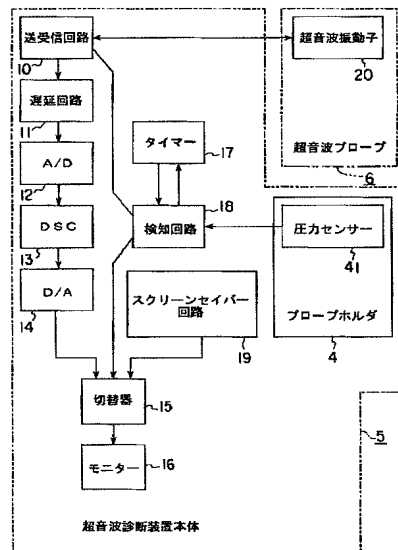 送受信回路
10
超音波振動子
20
遅延回路
11
超音波プローブ
6
A/D
12
タイマー
17
DSC
13
検知回路
18
圧力センサー
41
D/A
14
スクリーンセイバー
回路
19
プローブホルダ
4
切替器
15
モニター
16
5
超音波診断装置本体